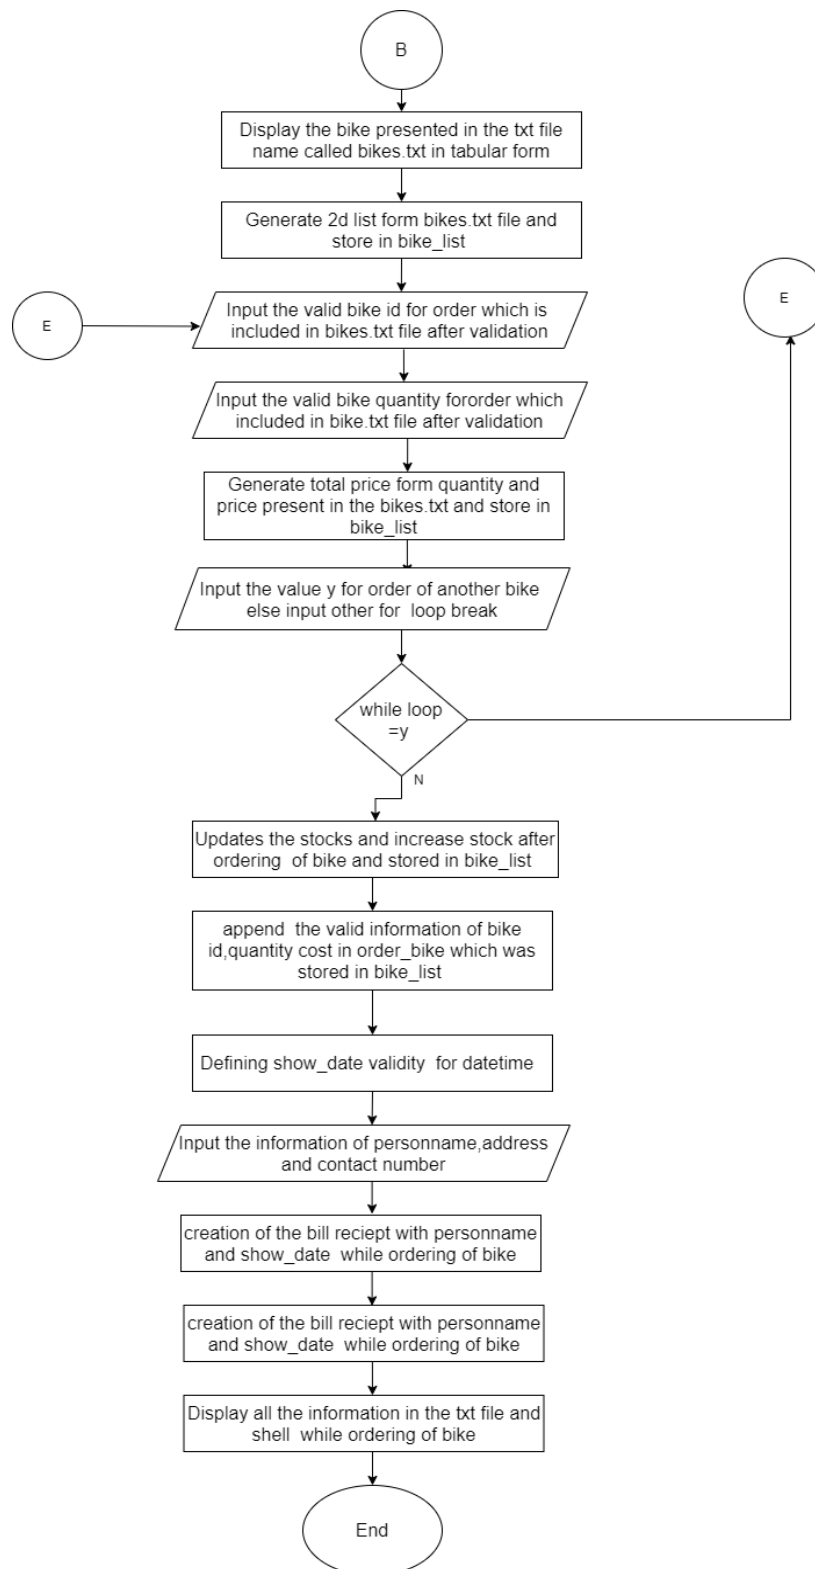 B
Display the bike presented in the txt file
name called bikes.txt in tabular form
Generate 2d list form bikes.txt file and
store in bike_list
E
E
Input the valid bike id for order which is
included in bikes.txt file after validation
Input the valid bike quantity fororder which
included in bike.txt file after validation
Generate total price form quantity and
price present in the bikes.txt and store in
bike_list
Input the value y for order of another bike
else input other for loop break
while loop
=y
N
Updates the stocks and increase stock after
ordering of bike and stored in bike_list
append the valid information of bike
id,quantity cost in order_bike which was
stored in bike_list
Defining show_date validity for datetime
Input the information of personname,address
and contact number
creation of the bill reciept with personname
and show_date while ordering of bike
creation of the bill reciept with personname
and show_date while ordering of bike
Display all the information in the txt file and
shell while ordering of bike
End